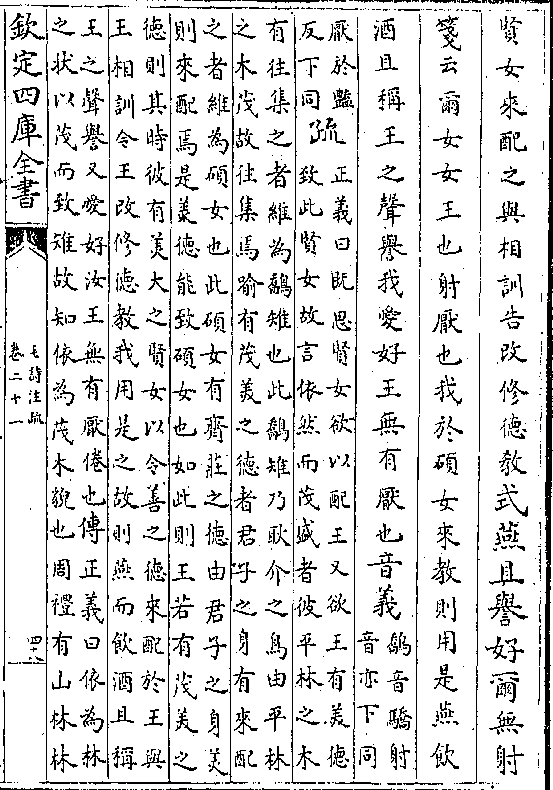 賢女來配之與相訓告改修德教式燕且譽好爾無射
箋云爾女女王也射厭也我於碩女來教則用是燕飲
酒且稱王之聲譽我愛好王無有厭也音義
鷮音驕射
音亦下同
厭於豔
反下同
疏
正義曰既思賢女欲以配王又欲王有美德
致此賢女故言依然而茂盛者彼平林之木
有往集之者維為鷮雉也此鷮雉乃耿介之鳥由平林
之木茂故往集焉喻有茂美之德者君子之身有來配
之者維為碩女也此碩女有齊莊之德由君子之身美
則來配焉是美德能致碩女也如此則王若有茂美之
德則其時彼有美大之賢女以令善之德來配於王與
王相訓令王改修德教我用是之故則燕而飲酒且稱
王之聲譽又愛好汝王無有厭倦也傳正義曰依為林
之狀以茂而致雉故知依為茂木貌也周禮有山林林
欽定四庫全書
毛詩注疏
卷二十一
四十八